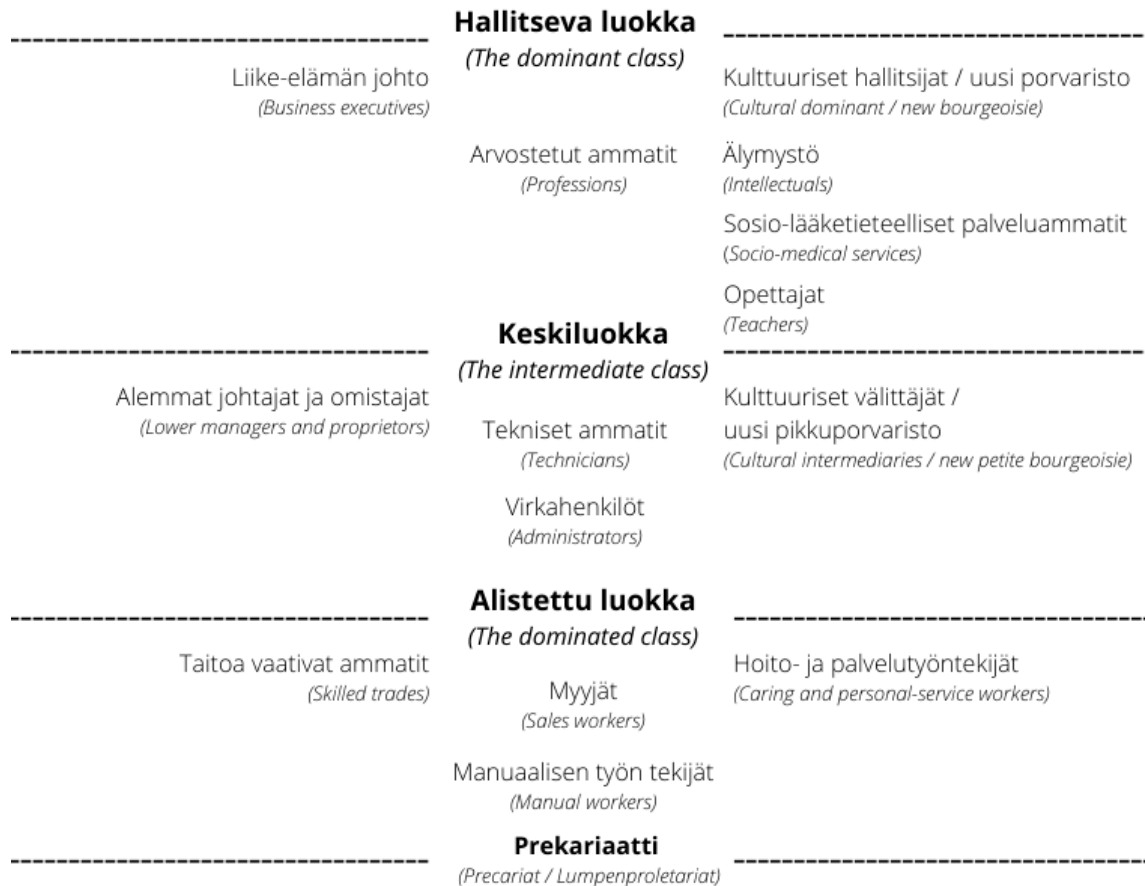 Hallitseva luokka
(The dominant class)
Liike-elämän johto
(Business executives)
Kulttuuriset hallitsijat / uusi porvaristo
(Cultural dominant / new bourgeoisie)
Arvostetut ammatit
(Professions)
Älymystö
(Intellectuals)
Sosio-lääketieteelliset palveluammatit
(Socio-medical services)
Opettajat
(Teachers)
Keskiluokka
(The intermediate class)
Alemmat johtajat ja omistajat
(Lower managers and proprietors)
Kulttuuriset välittäjät /
uusi pikkuporvaristo
(Cultural intermediaries / new petite bourgeoisie)
Tekniset ammatit
(Technicians)
Virkahenkilöt
(Administrators)
Alistettu luokka
(The dominated class)
Taitoa vaativat ammatit
(Skilled trades)
Hoito- ja palvelutyöntekijät
(Caring and personal-service workers)
Myyjät
(Sales workers)
Manuaalisen työn tekijät
(Manual workers)
Prekariaatti
(Precariat / Lumpenproletariat)